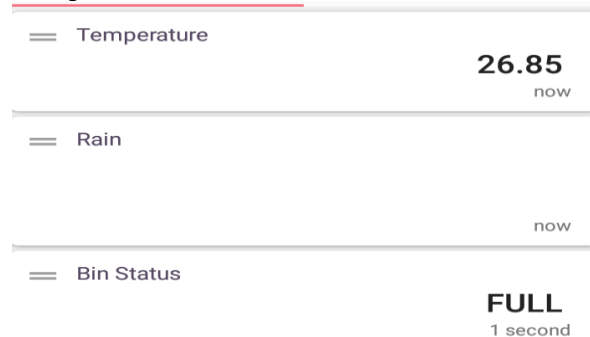 Temperature
26.85
now
Rain
now
Bin Status
FULL
1 second